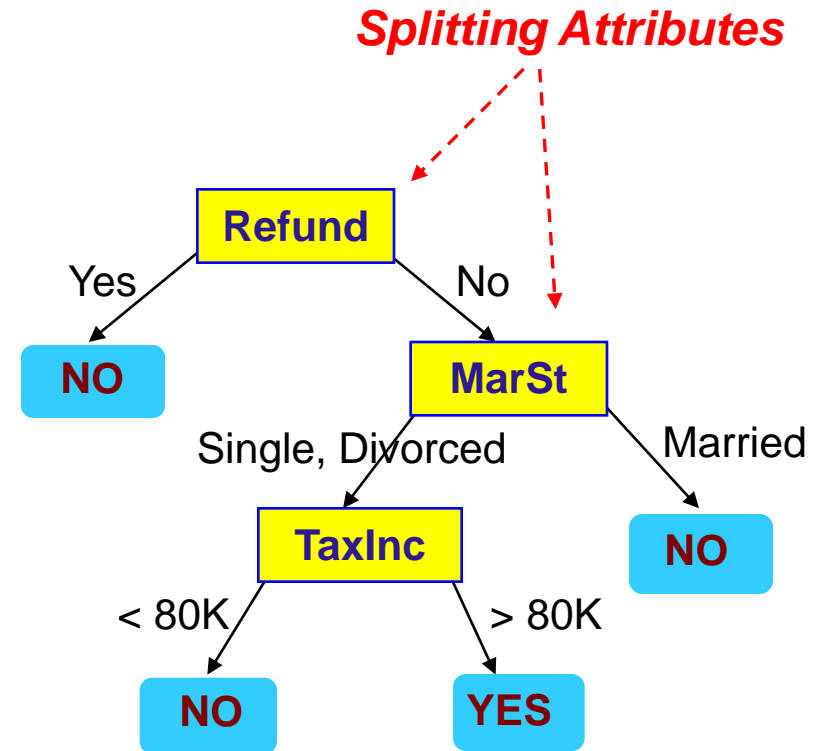 Splitting Attributes
Refund
Yes
No
NO
MarSt
Single, Divorced
Married
TaxInc
NO
< 80K
> 80K
NO
YES